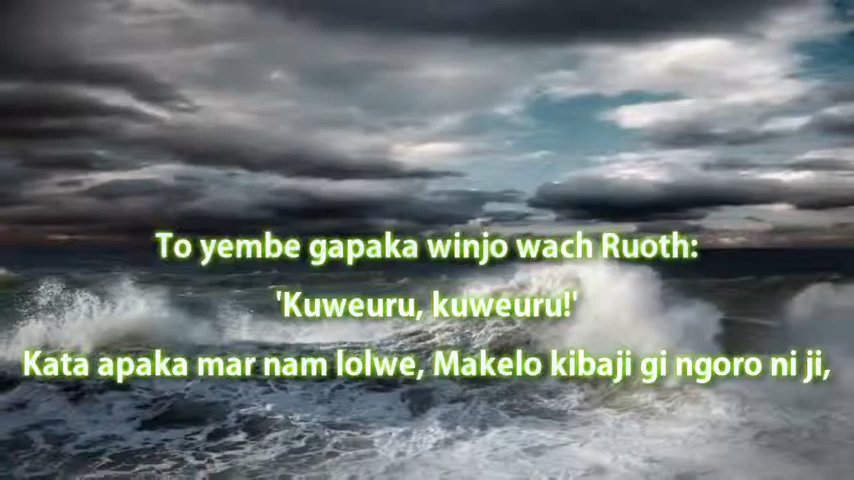 To yembe gapaka winjo wach Ruoth:
'Kuweuru, kuweuru!'
Kata apaka mar nam lolwe, Makelo kibaji gi ngoro ni ji,